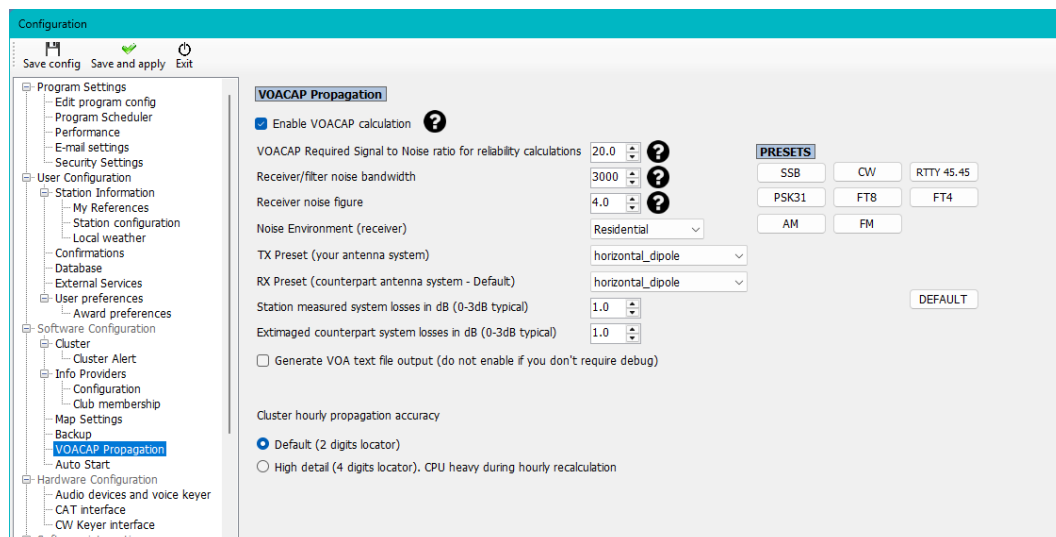 Configuration
Save config Save and apply Exit
Program Settings
Edit program config
Program Scheduler
Performance
E-mail settings
Security Settings
User Configuration
Station Information
My References
Station configuration
Local weather
Confirmations
Database
External Services
User preferences
Award preferences
Software Configuration
Cluster
Cluster Alert
Info Providers
Configuration
Club membership
Map Settings
Backup
VOACAP Propagation
Auto Start
Hardware Configuration
Audio devices and voice keyer
CAT interface
CW Keyer interface
VOACAP Propagation
Enable VOACAP calculation ?
VOACAP Required Signal to Noise ratio for reliability calculations 20.0 ?
Receiver/filter noise bandwidth 3000 ?
Receiver noise figure 4.0 ?
Noise Environment (receiver) Residential
TX Preset (your antenna system) horizontal_dipole
RX Preset (counterpart antenna system - Default) horizontal_dipole
Station measured system losses in dB (0-3dB typical) 1.0
Extimaged counterpart system losses in dB (0-3dB typical) 1.0
Generate VOA text file output (do not enable if you don't require debug)
Cluster hourly propagation accuracy
Default (2 digits locator)
High detail (4 digits locator). CPU heavy during hourly recalculation
PRESETS
SSB CW RTTY 45.45
PSK31 FT8 FT4
AM FM
DEFAULT